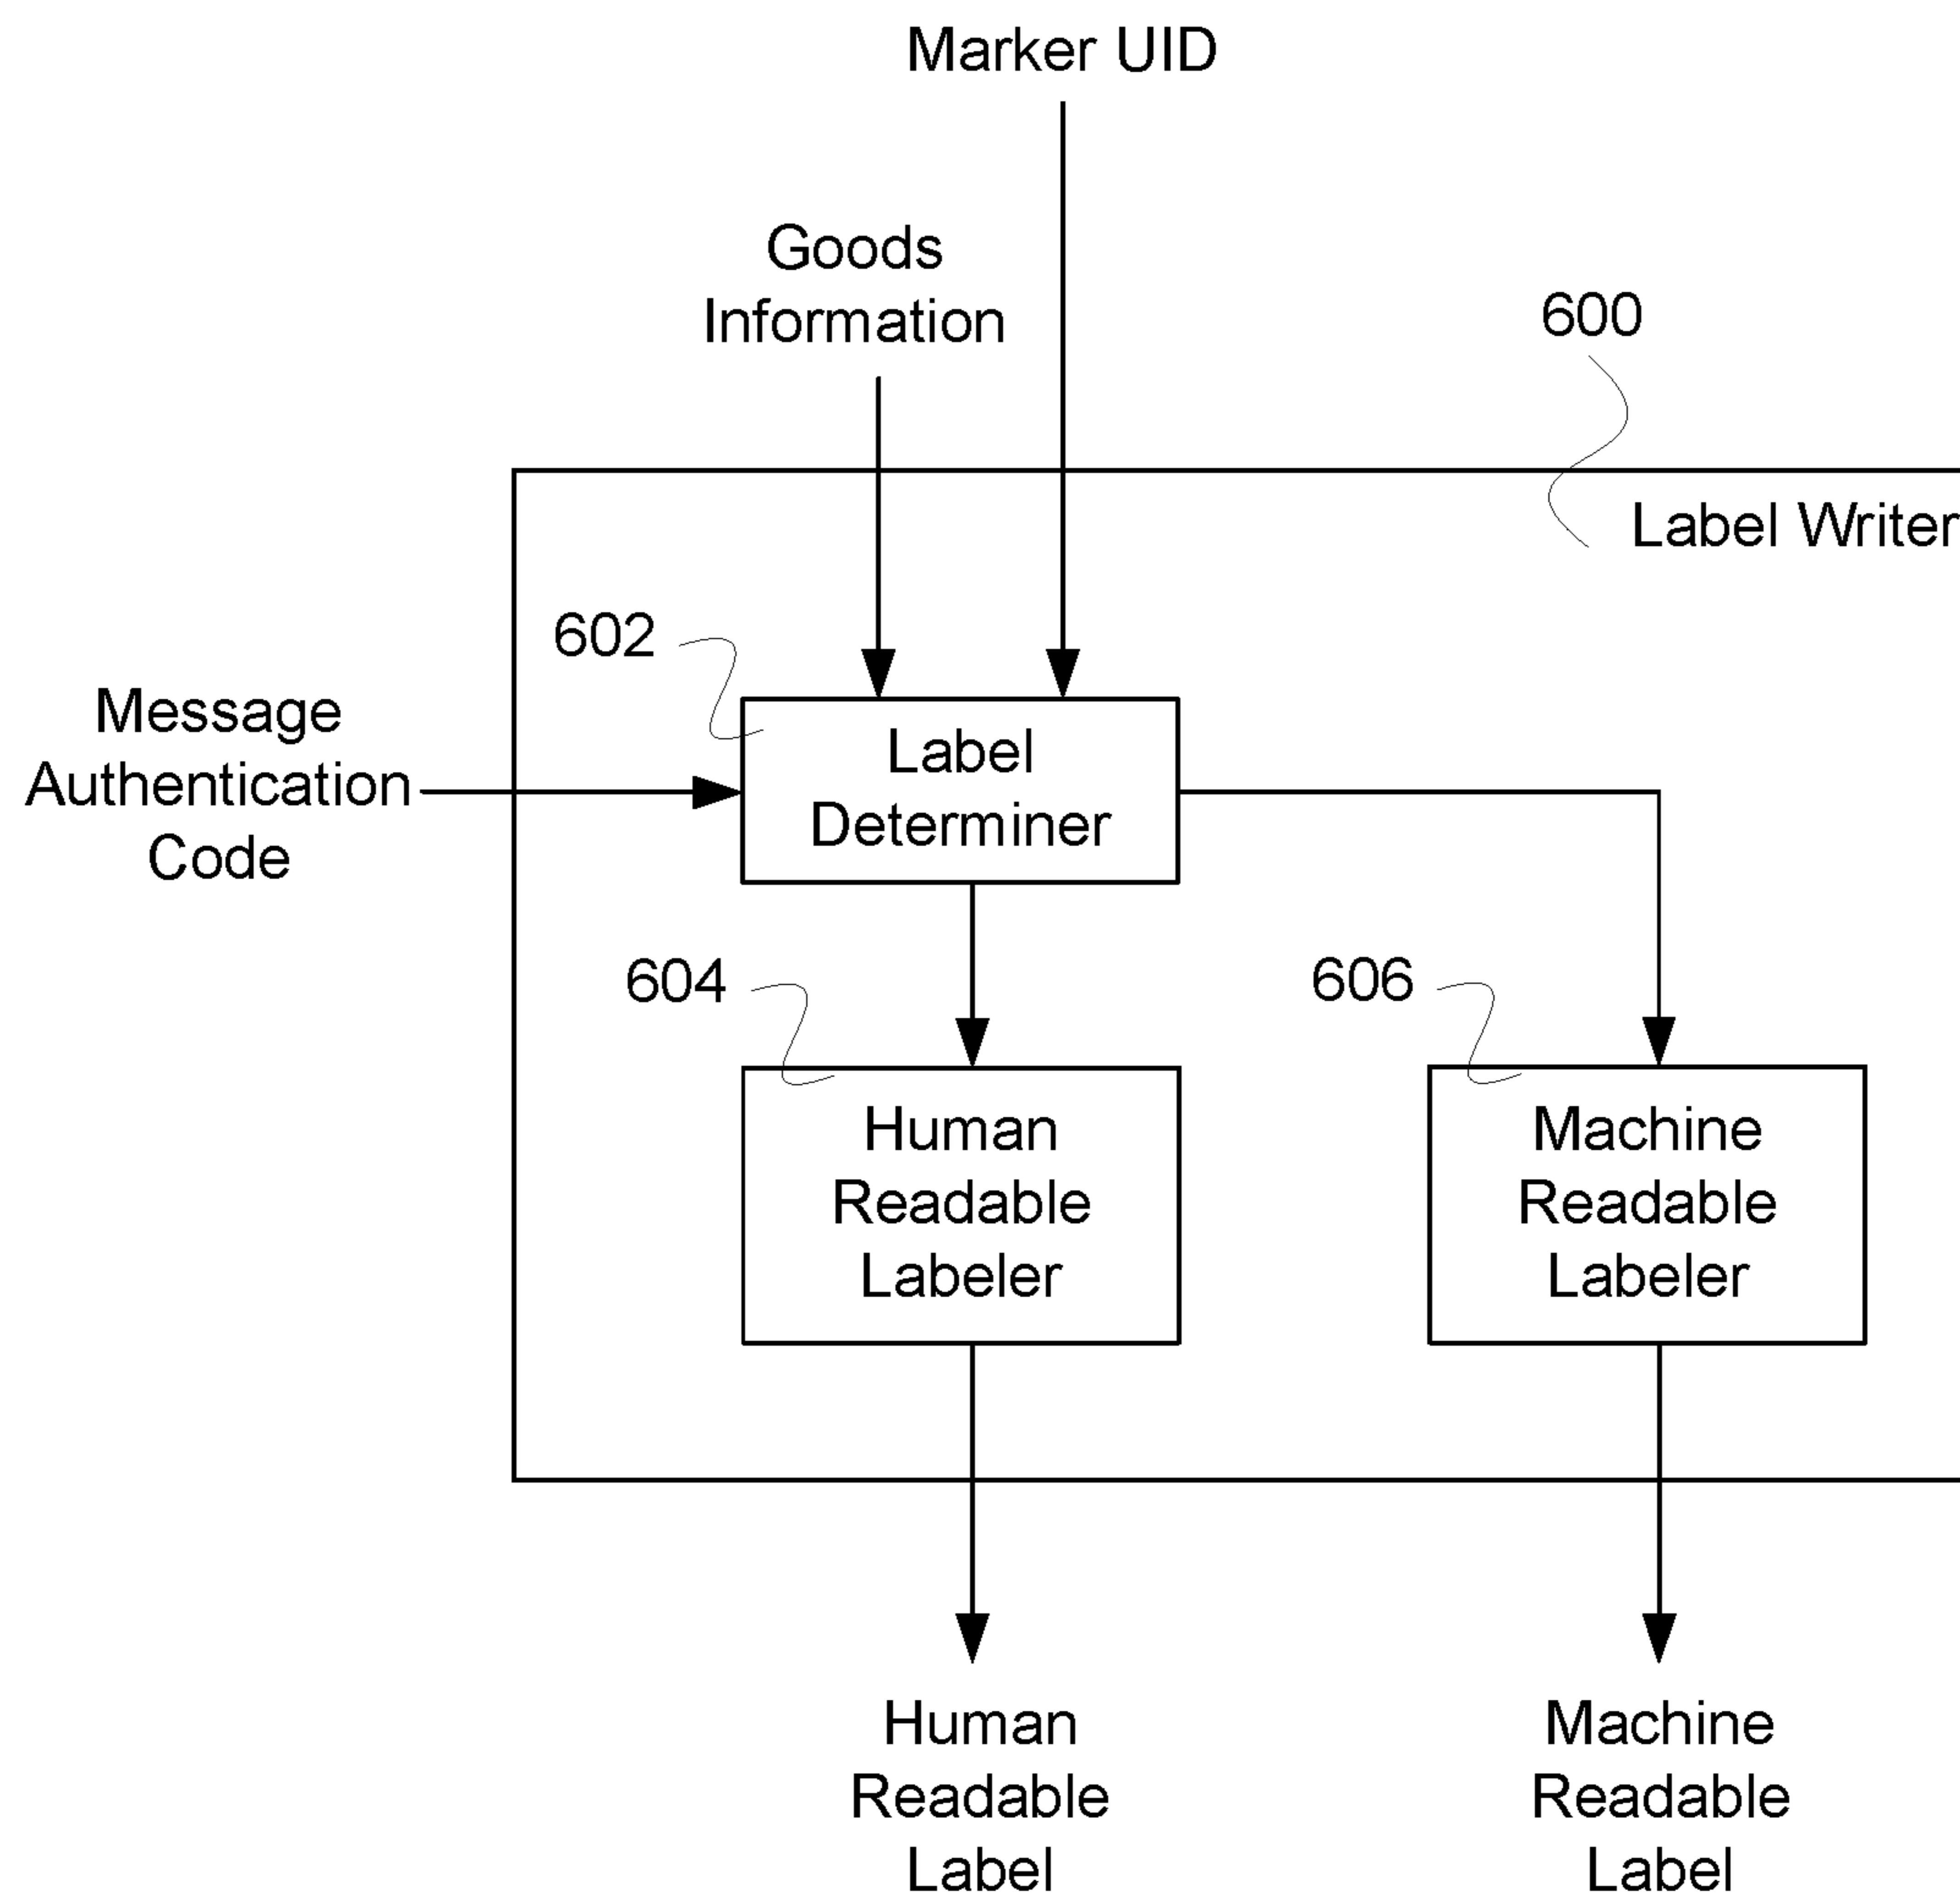 Marker UID
Goods
Information
600
Label Writer
602
Message
Authentication
Code
Label
Determiner
604
606
Human
Readable
Labeler
Machine
Readable
Labeler
Human
Readable
Label
Machine
Readable
Label